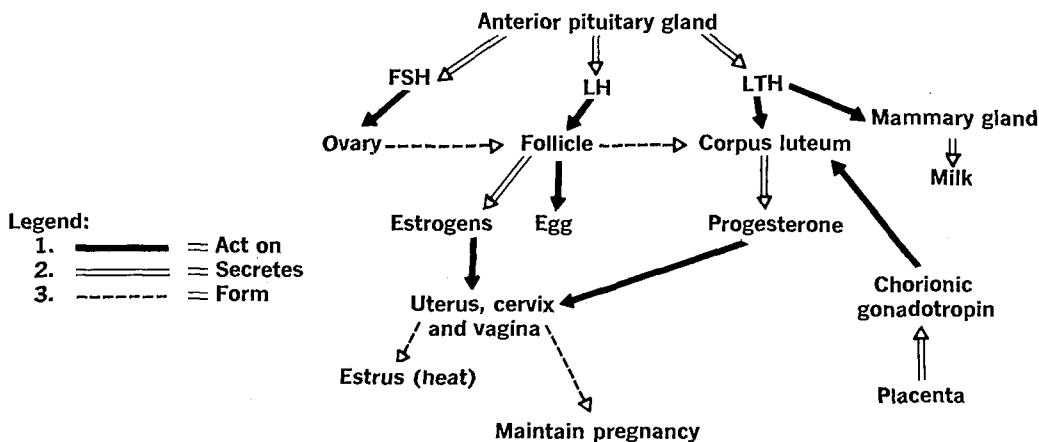 Anterior pituitary gland
FSH
LH
LTH
Mammary gland
Ovary
Follicle
Corpus luteum
Milk
Legend:
1. = Act on
2. = Secretes
3. = Form
Estrogens
Egg
Progesterone
Uterus, cervix
and vagina
Chorionic
gonadotropin
Estrus (heat)
Placenta
Maintain pregnancy